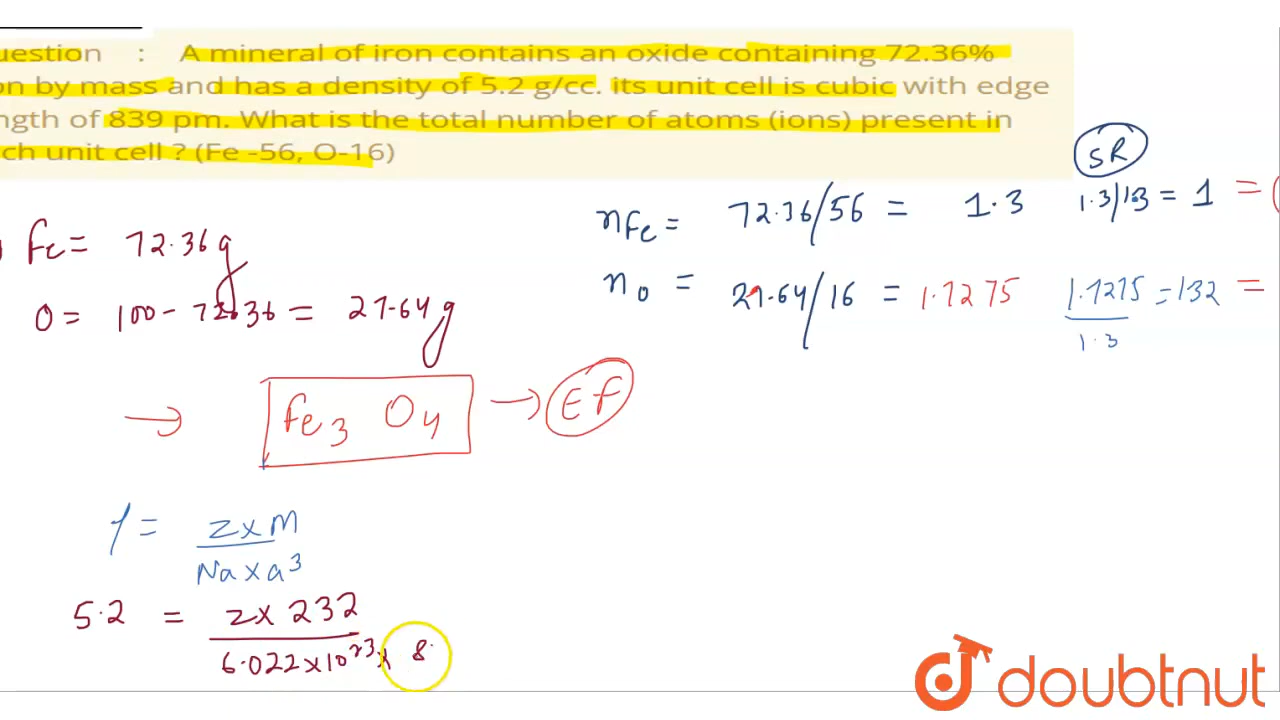 uestion : A mineral of iron contains an oxide containing 72.36%
on by mass and has a density of 5.2 g/cc. its unit cell is cubic with edge
ngth of 839 pm. What is the total number of atoms (ions) present in
ch unit cell ? (Fe -56, O-16)
SR
nFe = 72.36/56 = 1.3 1.3/1.3 = 1 =
Fe = 72.36g
nO = 27.64/16 = 1.7275 1.7275/1.3 = 132 =
O = 100 - 72.36 = 27.64g
→ Fe3 O4 → EF
ρ = Z×M / Na×a³
5.2 = Z× 232 / 6.022×10²³ × 8.
doubtnut